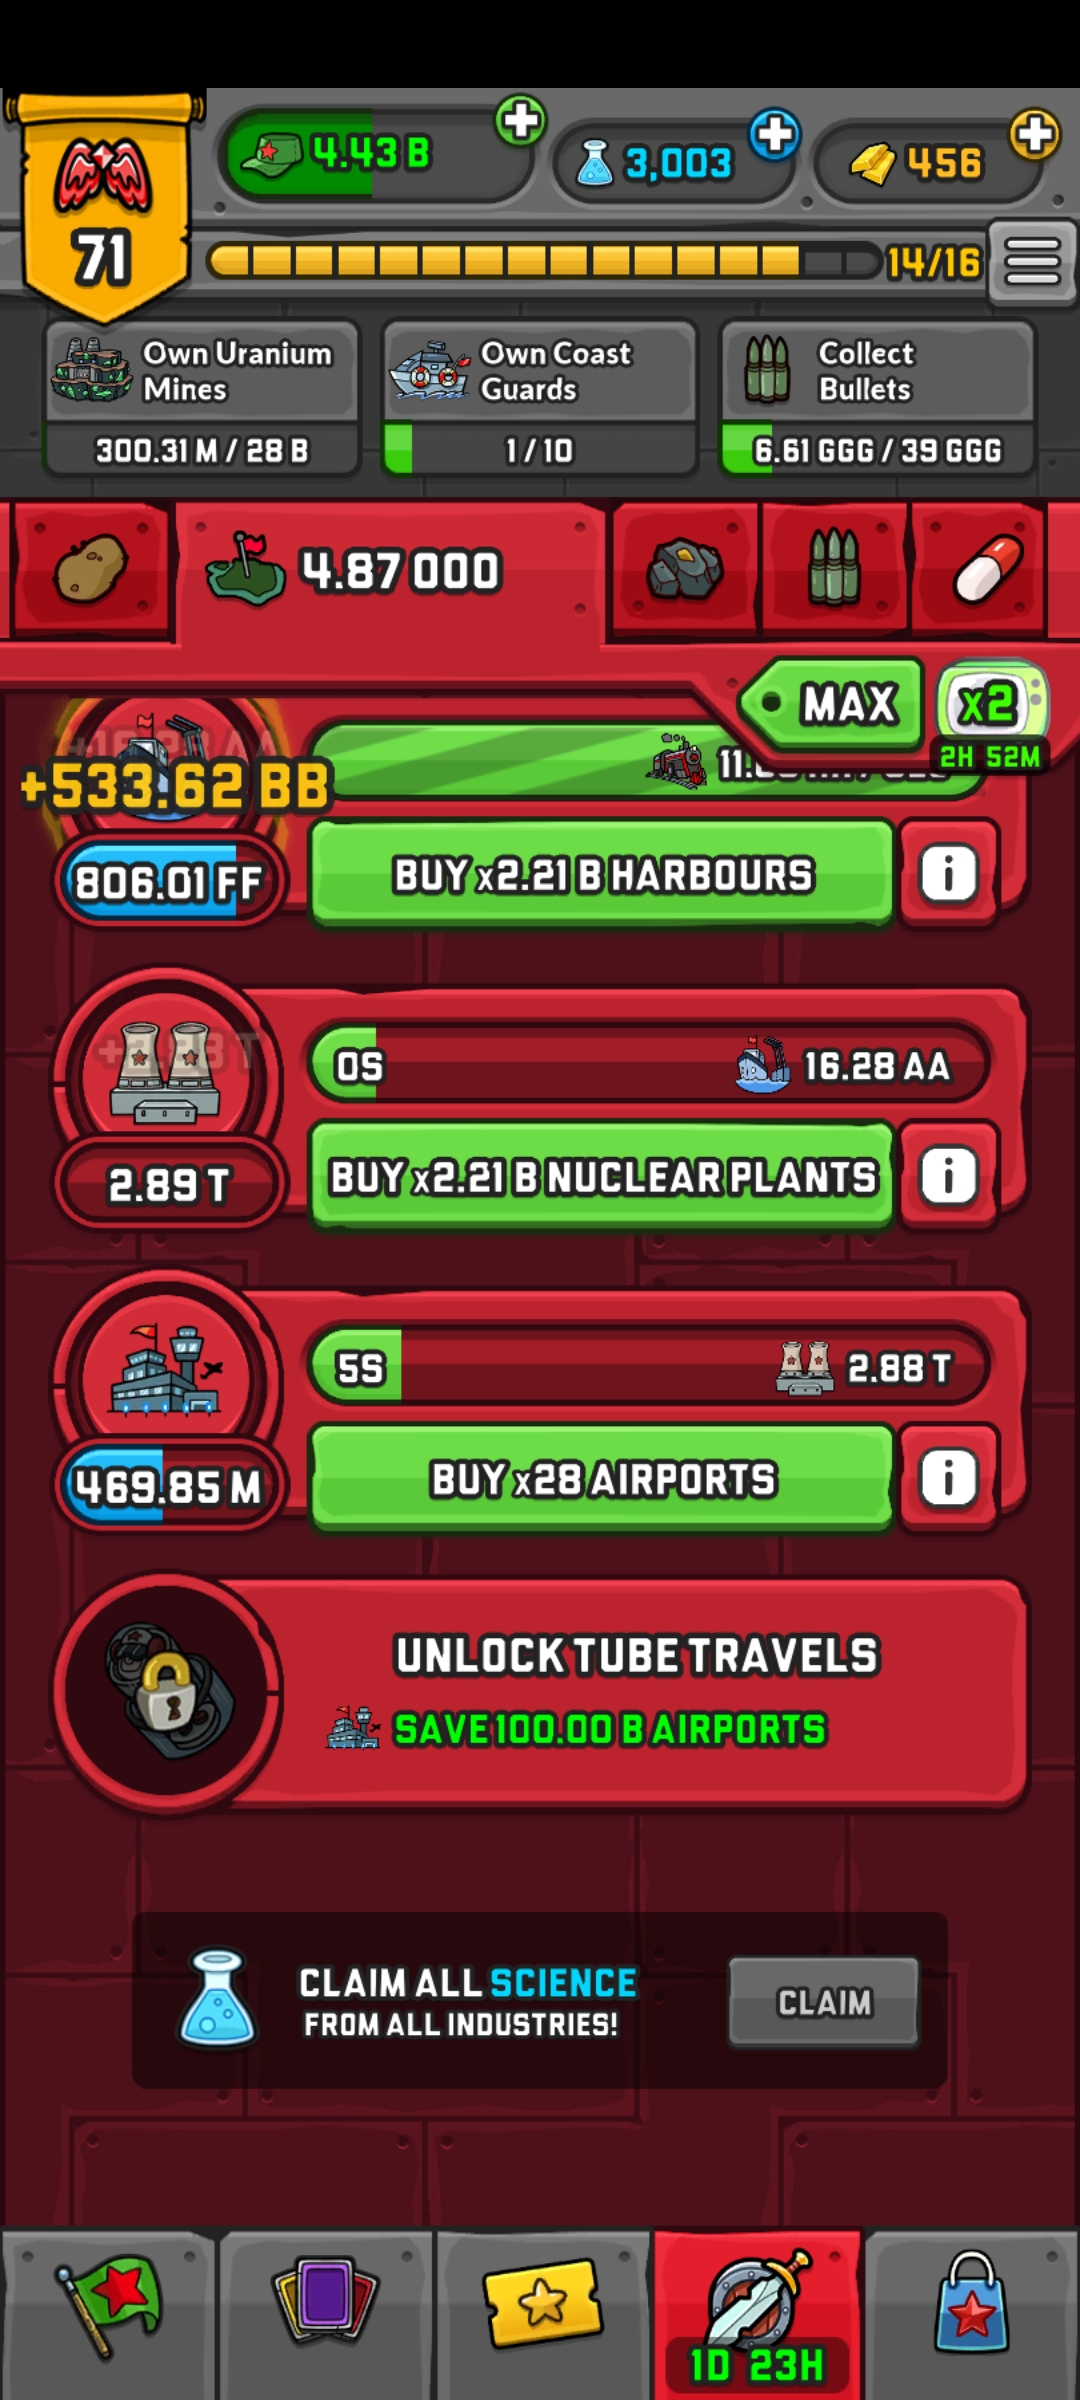 4.43 B
3,003
456
71
14/16
Own Uranium
Mines
300.31 M / 28 B
Own Coast
Guards
1 / 10
Collect
Bullets
6.61 GGG / 39 GGG
4.87 000
MAX
x2
2H 52M
+533.62 BB
806.01 FF
BUY x2.21 B HARBOURS
i
0S
16.28 AA
2.89 T
BUY x2.21 B NUCLEAR PLANTS
i
5S
2.88 T
469.85 M
BUY x28 AIRPORTS
i
UNLOCK TUBE TRAVELS
SAVE 100.00 B AIRPORTS
CLAIM ALL SCIENCE
FROM ALL INDUSTRIES!
CLAIM
1D 23H